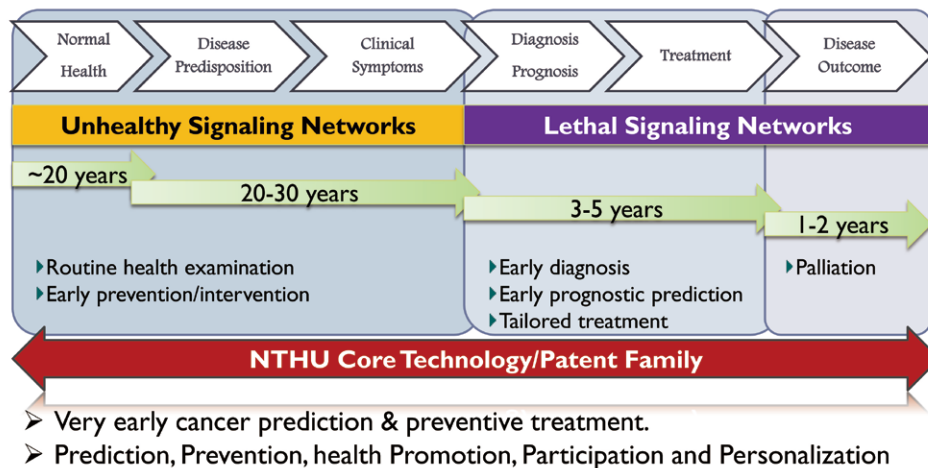 Normal
Health
Disease
Predisposition
Clinical
Symptoms
Diagnosis
Prognosis
Treatment
Disease
Outcome
Unhealthy Signaling Networks
Lethal Signaling Networks
~20 years
20-30 years
3-5 years
1-2 years
Routine health examination
Early prevention/intervention
Early diagnosis
Early prognostic prediction
Tailored treatment
Palliation
NTHU Core Technology/Patent Family
➢ Very early cancer prediction & preventive treatment.
➢ Prediction, Prevention, health Promotion, Participation and Personalization